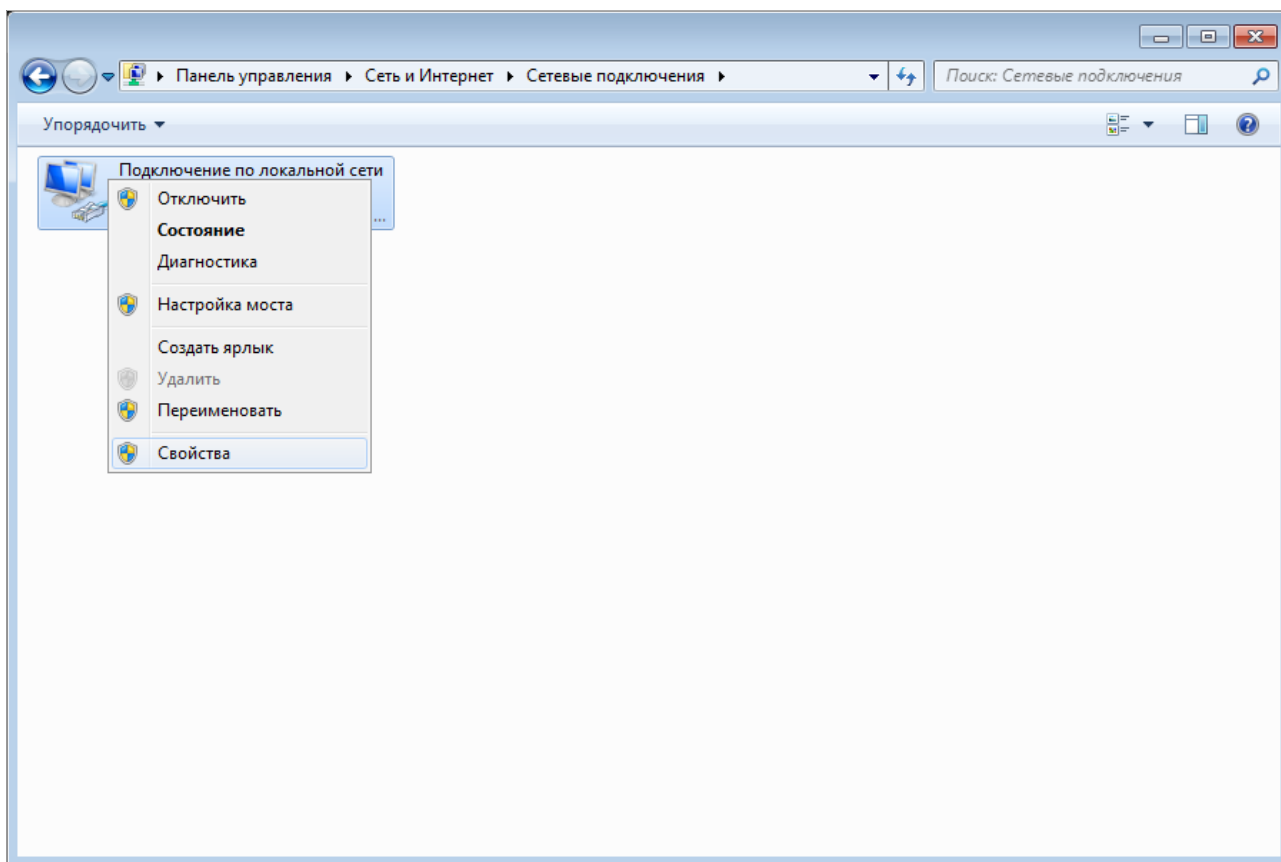 Панель управления Сеть и Интернет Сетевые подключения Поиск: Сетевые подключения
Упорядочить
Подключение по локальной сети
Отключить
...
Состояние
Диагностика
Настройка моста
Создать ярлык
Удалить
Переименовать
Свойства